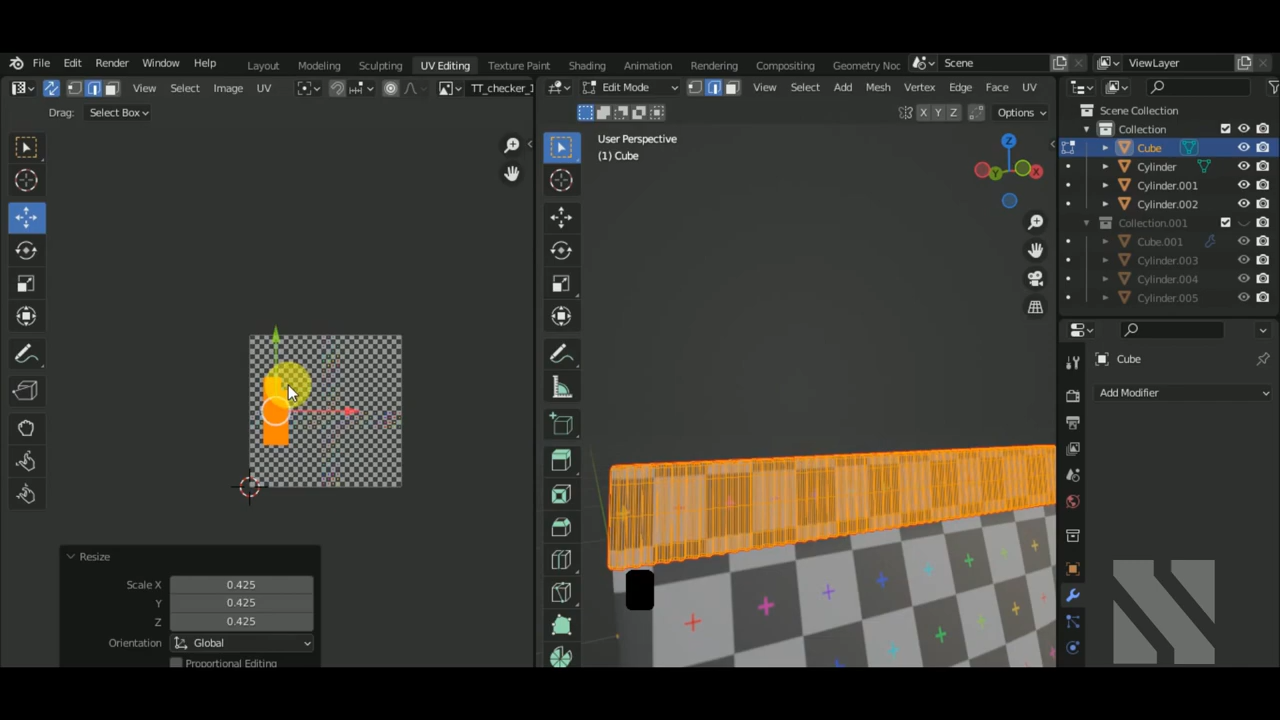 File Edit Render Window Help Layout Modeling Sculpting UV Editing Texture Paint Shading Animation Rendering Compositing Geometry Noc Scene ViewLayer
View Select Image UV TT_checker_1 Edit Mode View Select Add Mesh Vertex Edge Face UV
Drag: Select Box X Y Z Options
Scene Collection
Collection
Cube
Cylinder
Cylinder.001
Cylinder.002
Collection.001
Cube.001
Cylinder.003
Cylinder.004
Cylinder.005
User Perspective
(1) Cube
Z
Y
X
Cube
Add Modifier
Resize
Scale X 0.425
Y 0.425
Z 0.425
Orientation Global
Proportional Editing